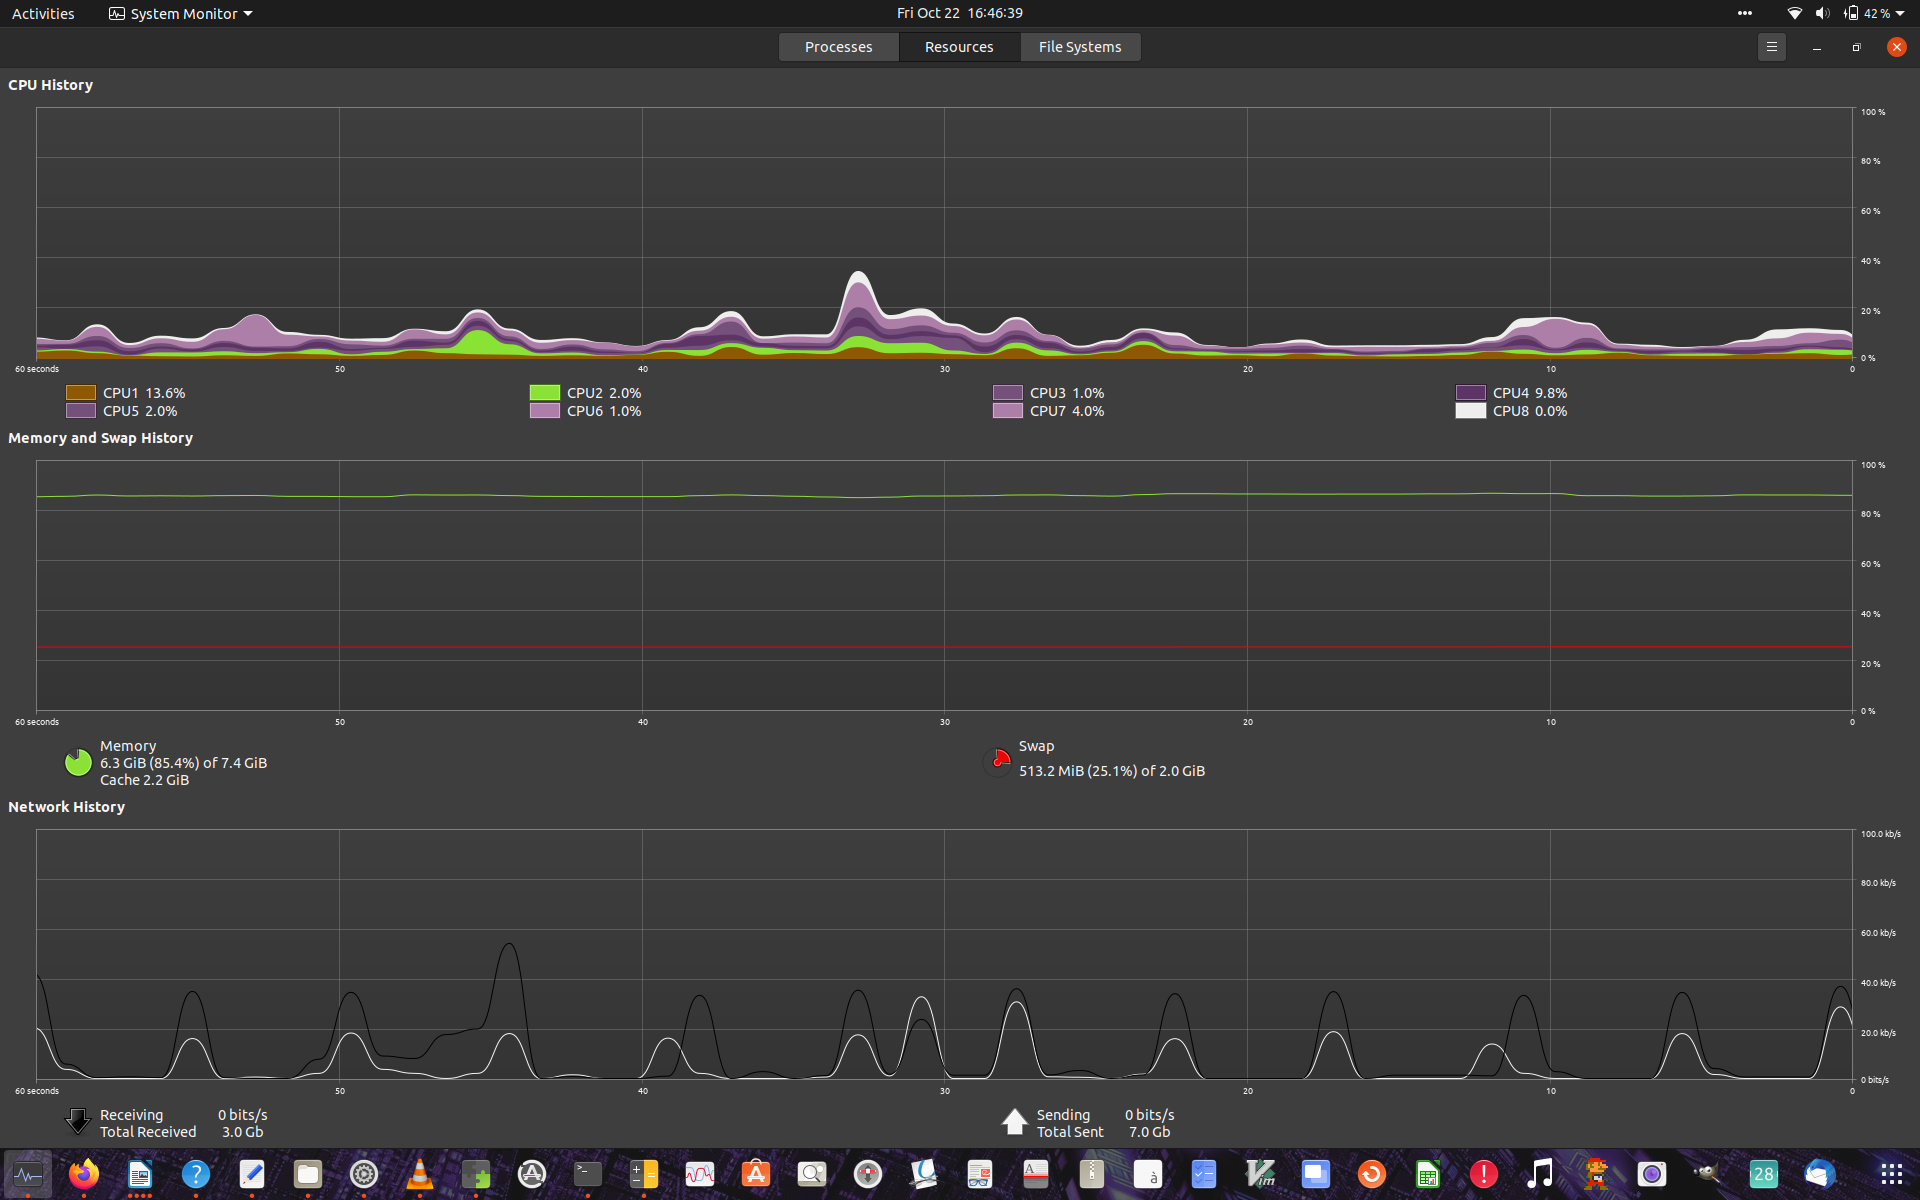 Activities System Monitor Fri Oct 22 16:46:39 42 %
Processes Resources File Systems
CPU History
100 %
80 %
60 %
40 %
20 %
0 %
60 seconds 50 40 30 20 10 0
CPU1 13.6% CPU2 2.0% CPU3 1.0% CPU4 9.8%
CPU5 2.0% CPU6 1.0% CPU7 4.0% CPU8 0.0%
Memory and Swap History
100 %
80 %
60 %
40 %
20 %
0 %
60 seconds 50 40 30 20 10 0
Memory Swap
6.3 GiB (85.4%) of 7.4 GiB 513.2 MiB (25.1%) of 2.0 GiB
Cache 2.2 GiB
Network History
100.0 kb/s
80.0 kb/s
60.0 kb/s
40.0 kb/s
20.0 kb/s
0 bits/s
60 seconds 50 40 30 20 10 0
Receiving 0 bits/s Sending 0 bits/s
Total Received 3.0 Gb Total Sent 7.0 Gb
? >_ A à Vim ! 28